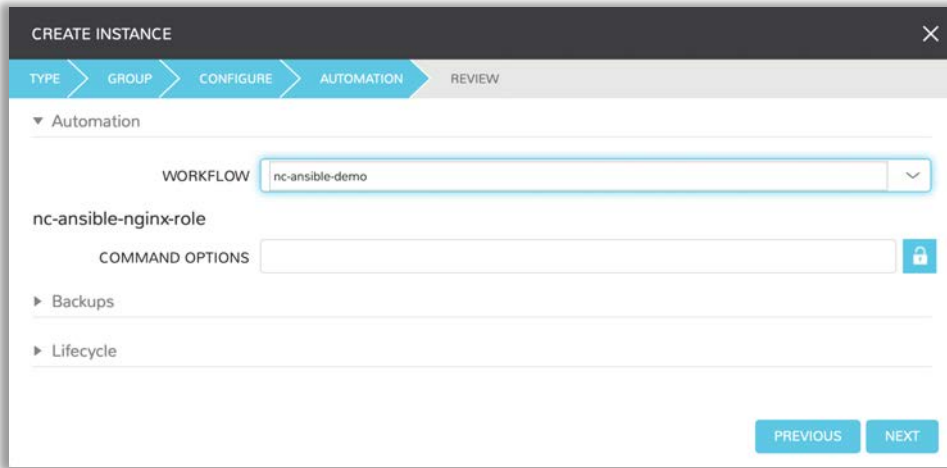 CREATE INSTANCE
TYPE GROUP CONFIGURE AUTOMATION REVIEW
Automation
WORKFLOW nc-ansible-demo
nc-ansible-nginx-role
COMMAND OPTIONS
Backups
Lifecycle
PREVIOUS NEXT